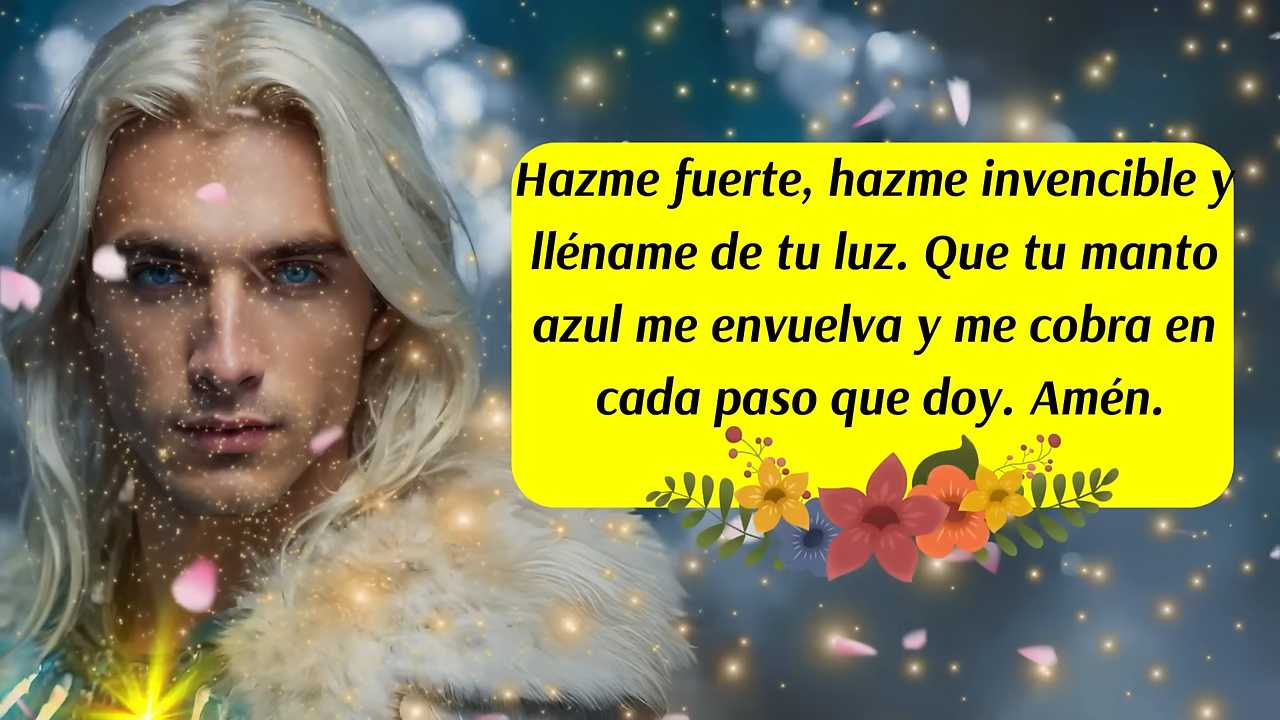 Hazme fuerte, hazme invencible y
lléname de tu luz. Que tu manto
azul me envuelva y me cobra en
cada paso que doy. Amén.